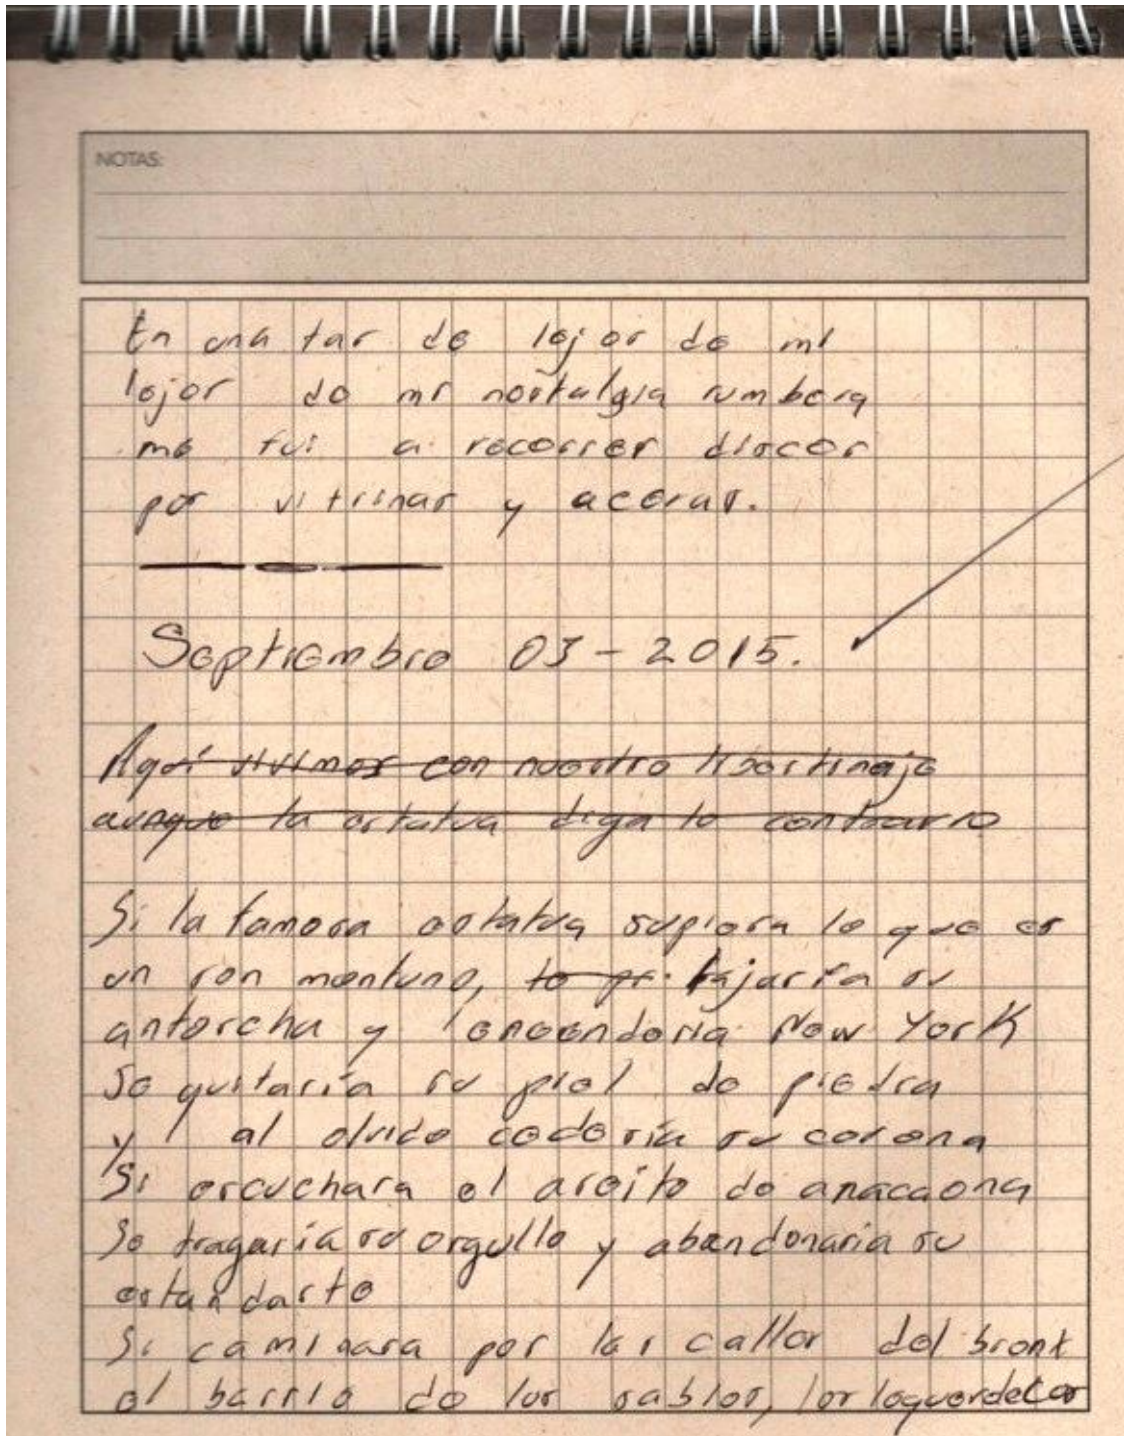 NOTAS:
En una tar de lejos de mi
lejos de mi nostalgia rumbera
me fui a recorrer discos
por vitrinas y aceras.
Septiembre 03-2015.
Aquí vivimos con nuestro libertinaje
aunque la estatua diga lo contrario
Si la famosa estatua supiera lo que es
un son montuno, bajaría su
antorcha y encendería New York
Se quitaría su piel de piedra
y al olvido cedería su corona
Si escuchara el areito de anacaona
Se tragaría su orgullo y abandonaria su
estandarte
Si caminara por las calles del bronx
el barrio de los